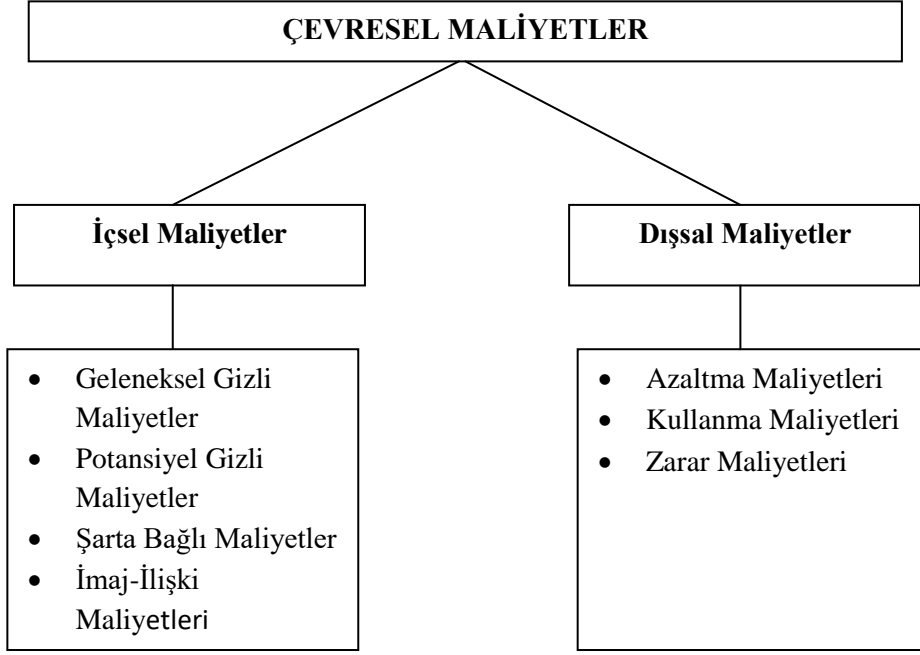 ÇEVRESEL MALİYETLER
İçsel Maliyetler
Dışsal Maliyetler
• Geleneksel Gizli
Maliyetler
• Potansiyel Gizli
Maliyetler
• Şarta Bağlı Maliyetler
• İmaj-İlişki
Maliyetleri
• Azaltma Maliyetleri
• Kullanma Maliyetleri
• Zarar Maliyetleri